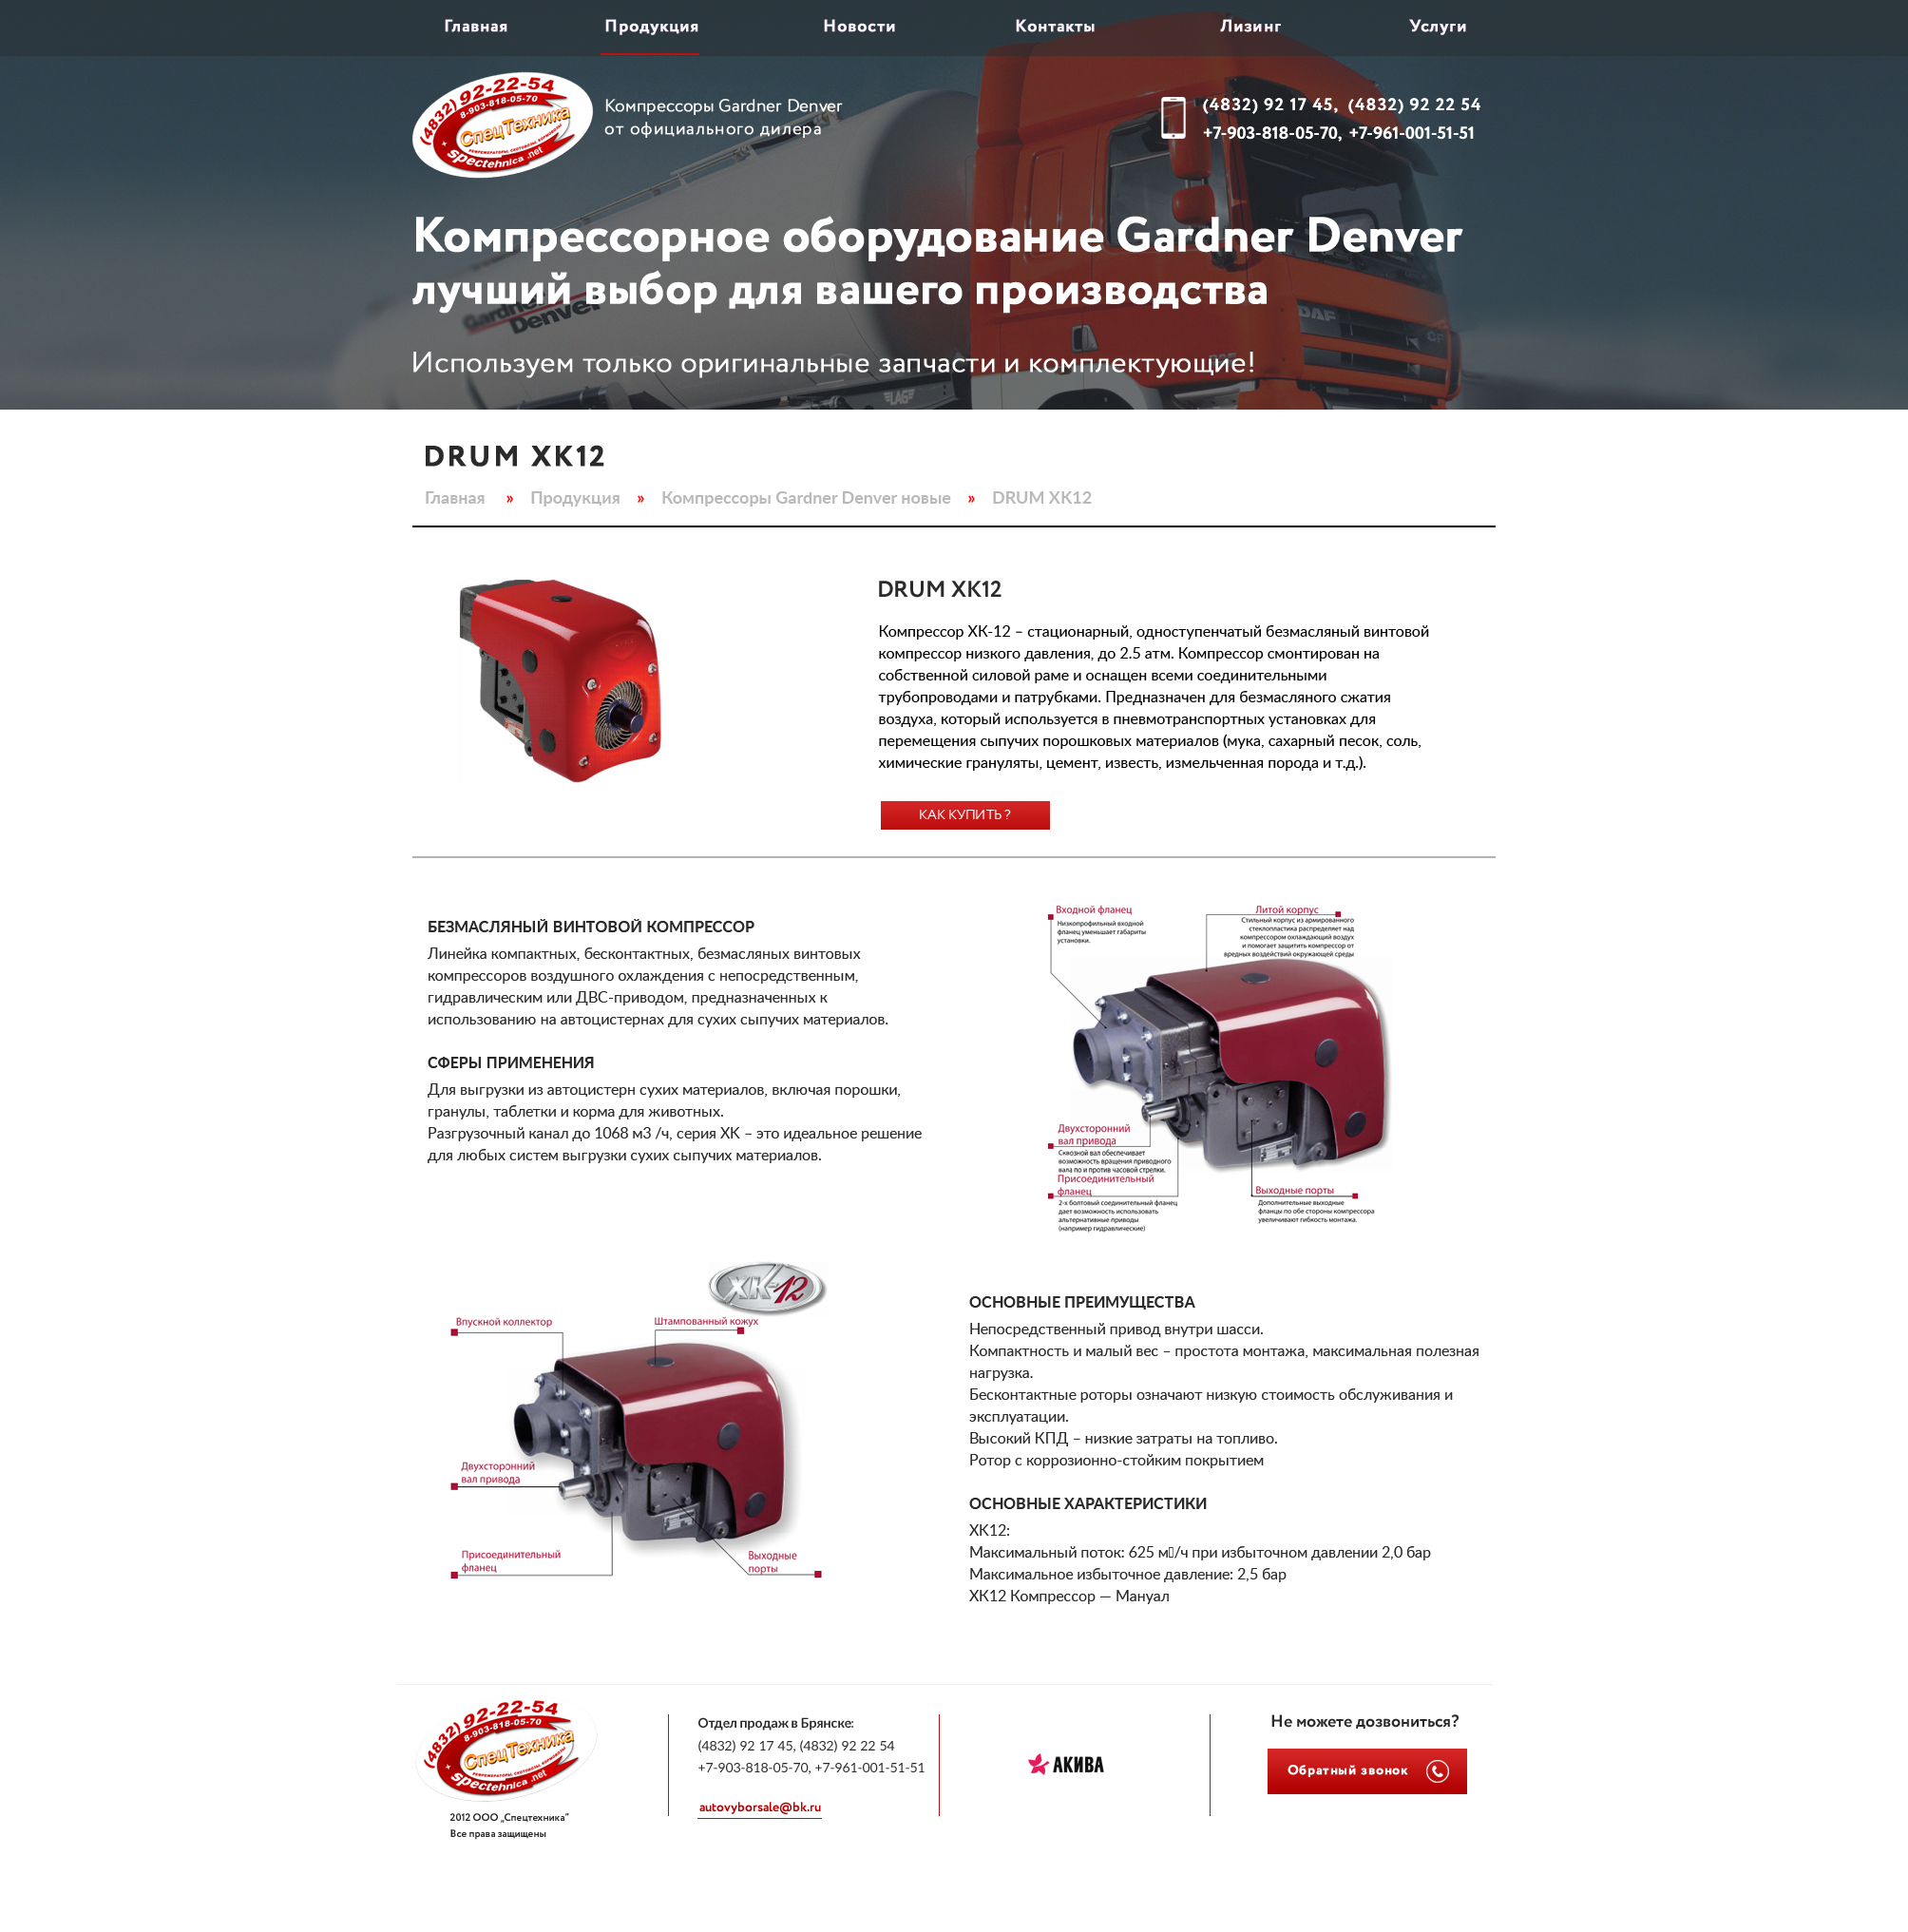 Главная Продукция Новости Контакты Лизинг Услуги
(4832) 92-22-54
8-903-818-05-70
СпецТехника
spectehnica .net
Компрессоры Gardner Denver
от официального дилера
(4832) 92 17 45, (4832) 92 22 54
+7-903-818-05-70, +7-961-001-51-51
Компрессорное оборудование Gardner Denver
лучший выбор для вашего производства
Gardner
Denver
DAF
CF
LAG
Используем только оригинальные запчасти и комплектующие!
DRUM XK12
Главная » Продукция » Компрессоры Gardner Denver новые » DRUM XK12
DRUM XK12
Компрессор ХК-12 – стационарный, одноступенчатый безмасляный винтовой
компрессор низкого давления, до 2.5 атм. Компрессор смонтирован на
собственной силовой раме и оснащен всеми соединительными
трубопроводами и патрубками. Предназначен для безмасляного сжатия
воздуха, который используется в пневмотранспортных установках для
перемещения сыпучих порошковых материалов (мука, сахарный песок, соль,
химические грануляты, цемент, известь, измельченная порода и т.д.).
КАК КУПИТЬ ?
БЕЗМАСЛЯНЫЙ ВИНТОВОЙ КОМПРЕССОР
Линейка компактных, бесконтактных, безмасляных винтовых
компрессоров воздушного охлаждения с непосредственным,
гидравлическим или ДВС-приводом, предназначенных к
использованию на автоцистернах для сухих сыпучих материалов.
СФЕРЫ ПРИМЕНЕНИЯ
Для выгрузки из автоцистерн сухих материалов, включая порошки,
гранулы, таблетки и корма для животных.
Разгрузочный канал до 1068 м3 /ч, серия XK – это идеальное решение
для любых систем выгрузки сухих сыпучих материалов.
Входной фланец
Низкопрофильный входной
фланец уменьшает габариты
установки.
Литой корпус
Стильный корпус из армированного
стеклопластика распределяет над
компрессором охлаждающий воздух
и помогает защитить компрессор от
вредных воздействий окружающей среды
Двухсторонний
вал привода
Сквозной вал обеспечивает
возможность вращения приводного
вала по и против часовой стрелки.
Присоединительный
фланец
2-х болтовый соединительный фланец
дает возможность использовать
альтернативные приводы
(например гидравлические)
Выходные порты
Дополнительные выходные
фланцы по обе стороны компрессора
увеличивают гибкость монтажа.
XK-12
Впускной коллектор
Штампованный кожух
Двухсторонний
вал привода
Присоединительный
фланец
Выходные
порты
ОСНОВНЫЕ ПРЕИМУЩЕСТВА
Непосредственный привод внутри шасси.
Компактность и малый вес – простота монтажа, максимальная полезная
нагрузка.
Бесконтактные роторы означают низкую стоимость обслуживания и
эксплуатации.
Высокий КПД – низкие затраты на топливо.
Ротор с коррозионно-стойким покрытием
ОСНОВНЫЕ ХАРАКТЕРИСТИКИ
XK12:
Максимальный поток: 625 м▯/ч при избыточном давлении 2,0 бар
Максимальное избыточное давление: 2,5 бар
XK12 Компрессор — Мануал
(4832) 92-22-54
8-903-818-05-70
СпецТехника
spectehnica .net
2012 ООО „Спецтехника“
Все права защищены
Отдел продаж в Брянске:
(4832) 92 17 45, (4832) 92 22 54
+7-903-818-05-70, +7-961-001-51-51
autovyborsale@bk.ru
АКИВА
Не можете дозвониться?
Обратный звонок